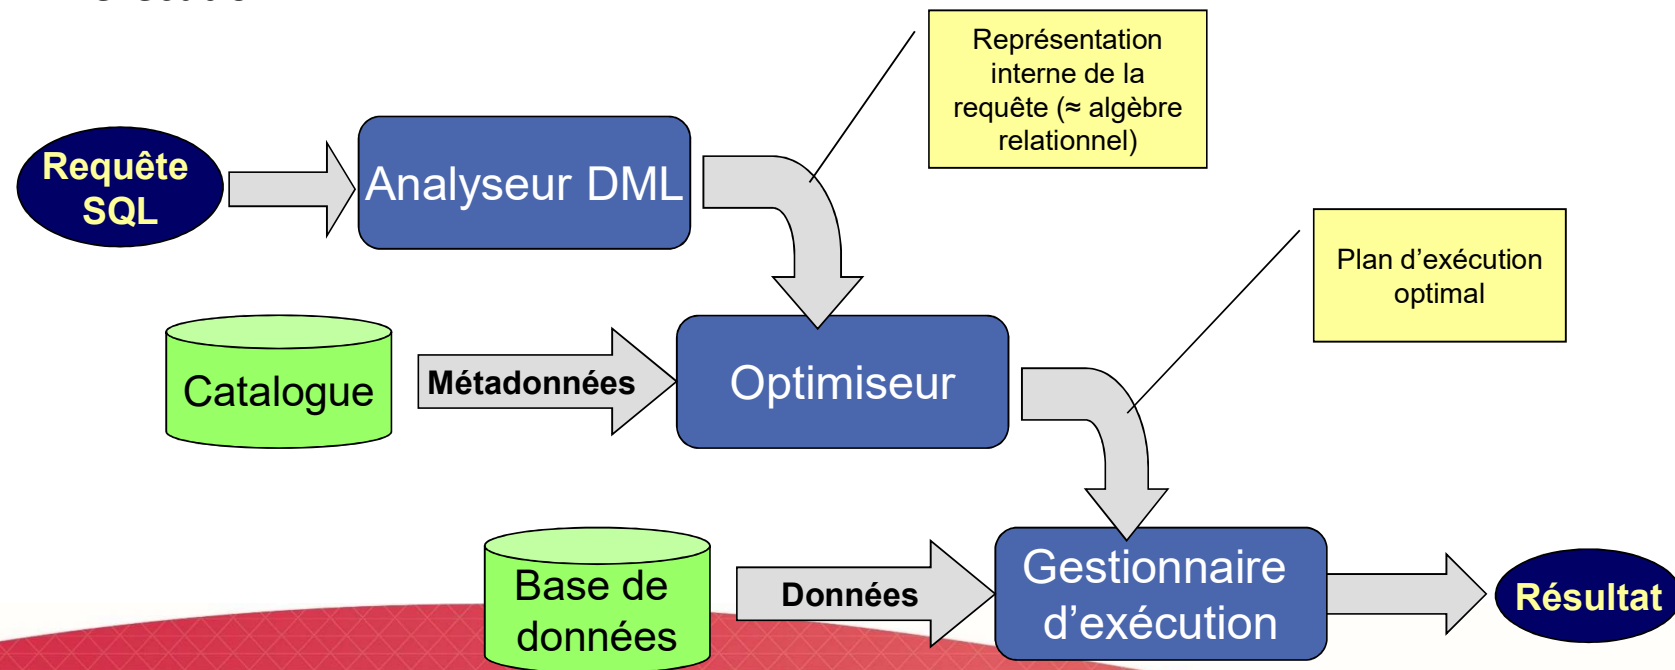 Représentation
interne de la
requête (≈ algèbre
relationnel)
Requête
SQL
Analyseur DML
Plan d’exécution
optimal
Catalogue
Métadonnées
Optimiseur
Base de
données
Données
Gestionnaire
d’exécution
Résultat